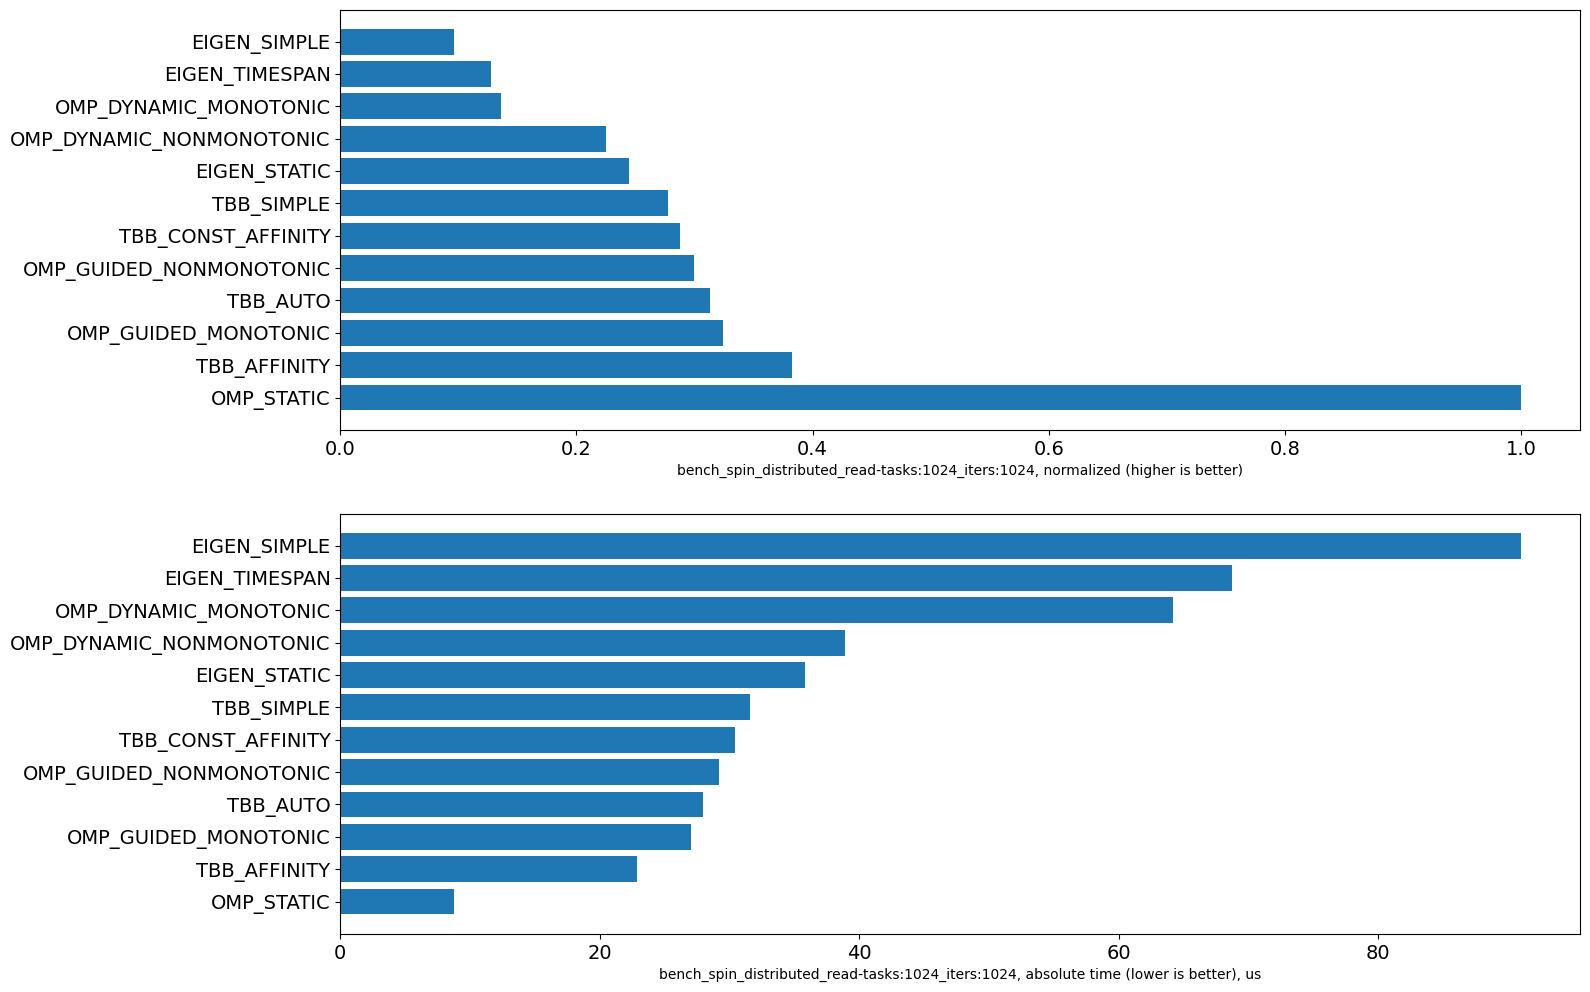 EIGEN_SIMPLE
EIGEN_TIMESPAN
OMP_DYNAMIC_MONOTONIC
OMP_DYNAMIC_NONMONOTONIC
EIGEN_STATIC
TBB_SIMPLE
TBB_CONST_AFFINITY
OMP_GUIDED_NONMONOTONIC
TBB_AUTO
OMP_GUIDED_MONOTONIC
TBB_AFFINITY
OMP_STATIC
0.0 0.2 0.4 0.6 0.8 1.0
bench_spin_distributed_read-tasks:1024_iters:1024, normalized (higher is better)
EIGEN_SIMPLE
EIGEN_TIMESPAN
OMP_DYNAMIC_MONOTONIC
OMP_DYNAMIC_NONMONOTONIC
EIGEN_STATIC
TBB_SIMPLE
TBB_CONST_AFFINITY
OMP_GUIDED_NONMONOTONIC
TBB_AUTO
OMP_GUIDED_MONOTONIC
TBB_AFFINITY
OMP_STATIC
0 20 40 60 80
bench_spin_distributed_read-tasks:1024_iters:1024, absolute time (lower is better), us